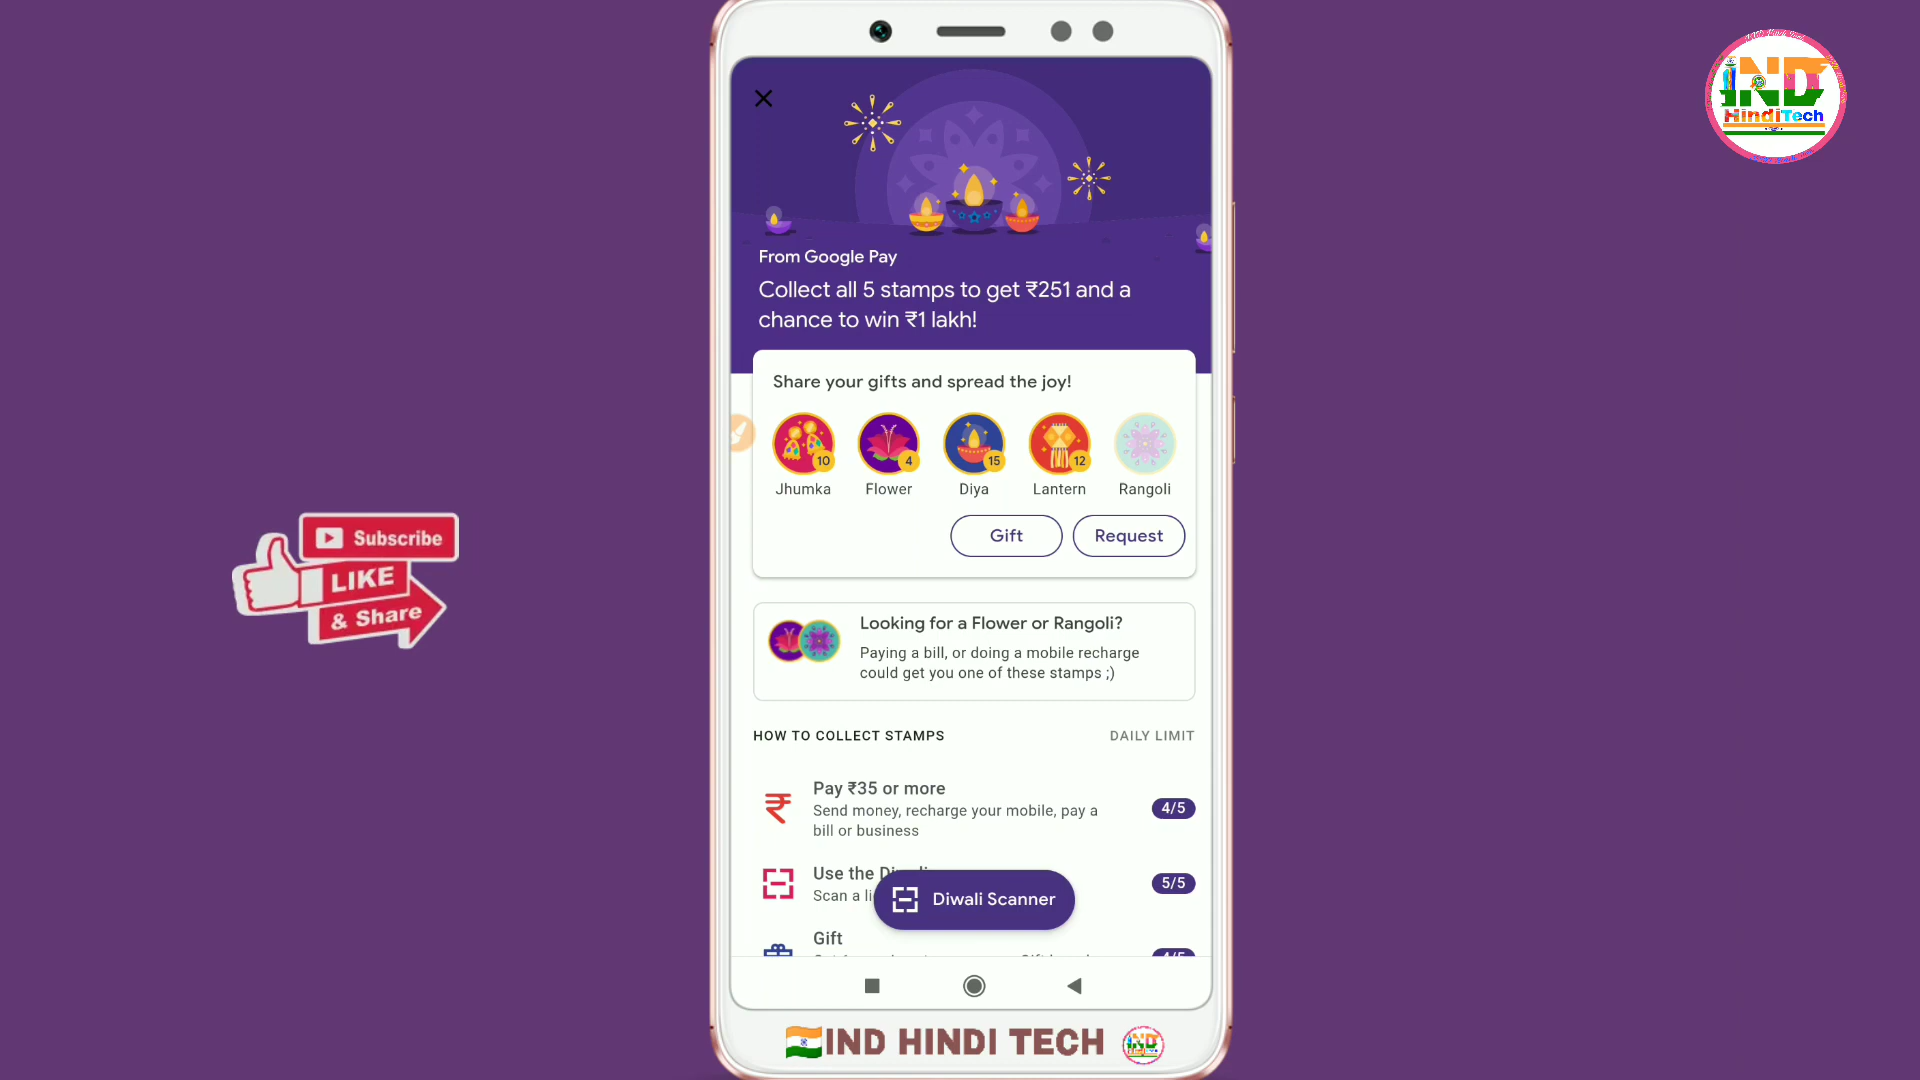 IND
HindiTech
From Google Pay
Collect all 5 stamps to get ₹251 and a
chance to win ₹1 lakh!
Share your gifts and spread the joy!
10
4
15
12
Jhumka
Flower
Diya
Lantern
Rangoli
Gift
Request
Looking for a Flower or Rangoli?
Paying a bill, or doing a mobile recharge
could get you one of these stamps ;)
HOW TO COLLECT STAMPS
DAILY LIMIT
Pay ₹35 or more
Send money, recharge your mobile, pay a
bill or business
4/5
Use the
Scan a
5/5
Diwali Scanner
Gift
Subscribe
LIKE
& Share
IND HINDI TECH
IND